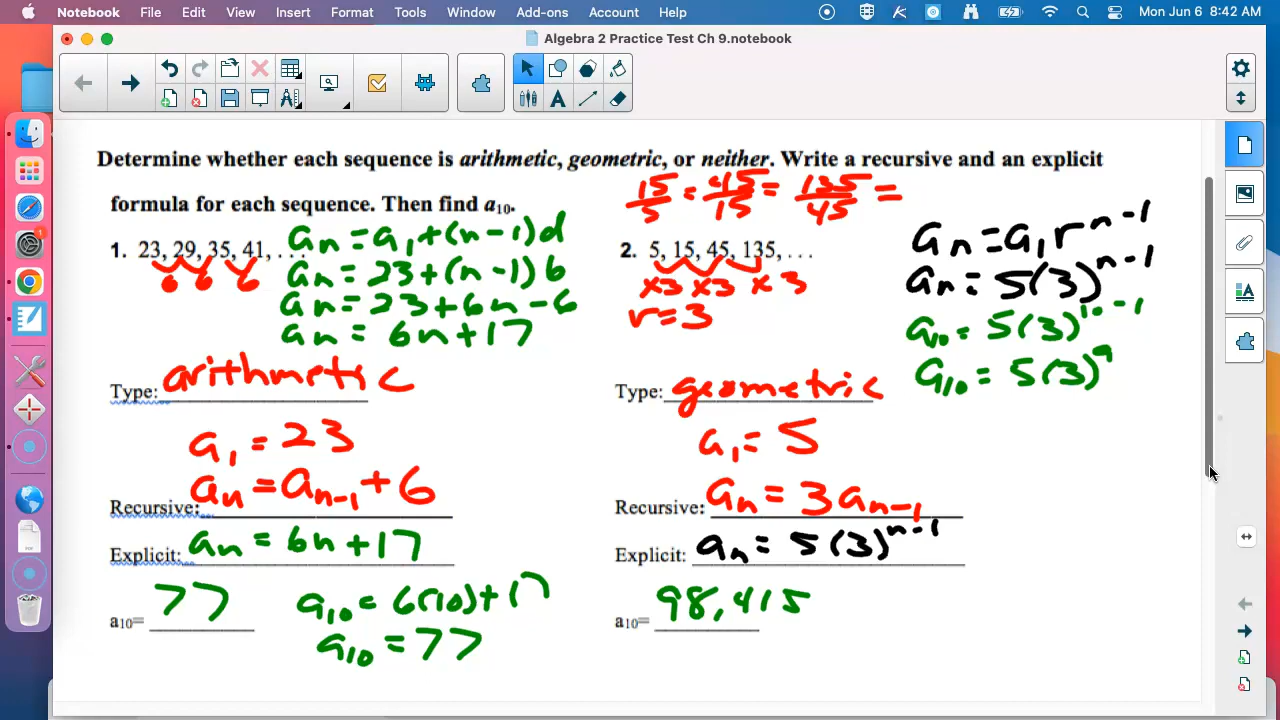 Notebook File Edit View Insert Format Tools Window Add-ons Account Help Mon Jun 6 8:42 AM
Algebra 2 Practice Test Ch 9.notebook
Determine whether each sequence is arithmetic, geometric, or neither. Write a recursive and an explicit
formula for each sequence. Then find a₁₀.
1. 23, 29, 35, 41, . . .
6 6 6
aₙ = a₁ + (n - 1)d
aₙ = 23 + (n - 1) 6
aₙ = 23 + 6n - 6
aₙ = 6n + 17
Type: arithmetic
a₁ = 23
Recursive: aₙ = aₙ₋₁ + 6
Explicit: aₙ = 6n + 17
a₁₀= 77
a₁₀ = 6(10) + 17
a₁₀ = 77
15/5 = 45/15 = 135/45 =
2. 5, 15, 45, 135, . . .
x3 x3 x3
r = 3
aₙ = a₁ rⁿ⁻¹
aₙ = 5(3)ⁿ⁻¹
a₁₀ = 5(3)¹⁰⁻¹
a₁₀ = 5(3)⁹
Type: geometric
a₁ = 5
Recursive: aₙ = 3aₙ₋₁
Explicit: aₙ = 5(3)ⁿ⁻¹
a₁₀= 98,415